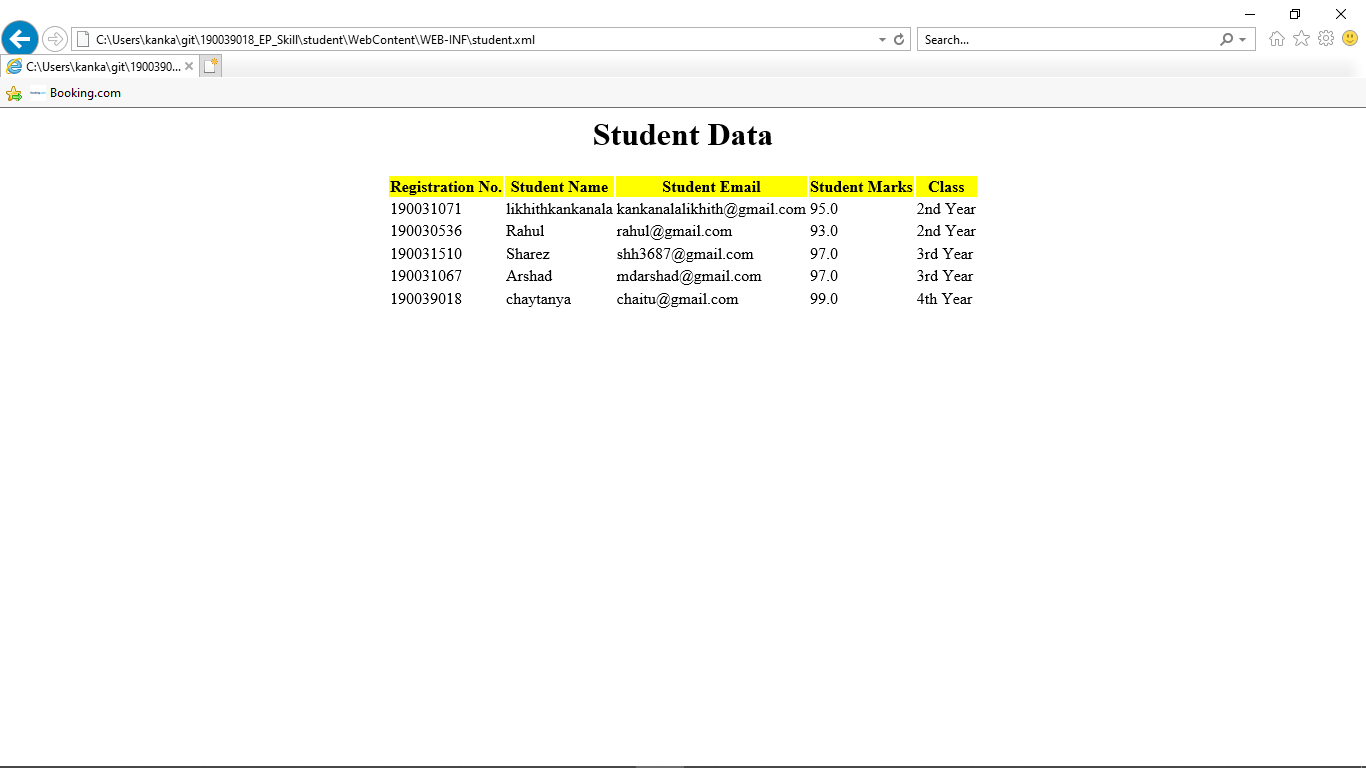 C:\Users\kanka\git\190039018_EP_Skill\student\WebContent\WEB-INF\student.xml
Search...
C:\Users\kanka\git\1900390...
Booking.com
Student Data
Registration No. Student Name Student Email Student Marks Class
190031071 likhithkankanala kankanalalikhith@gmail.com 95.0 2nd Year
190030536 Rahul rahul@gmail.com 93.0 2nd Year
190031510 Sharez shh3687@gmail.com 97.0 3rd Year
190031067 Arshad mdarshad@gmail.com 97.0 3rd Year
190039018 chaytanya chaitu@gmail.com 99.0 4th Year